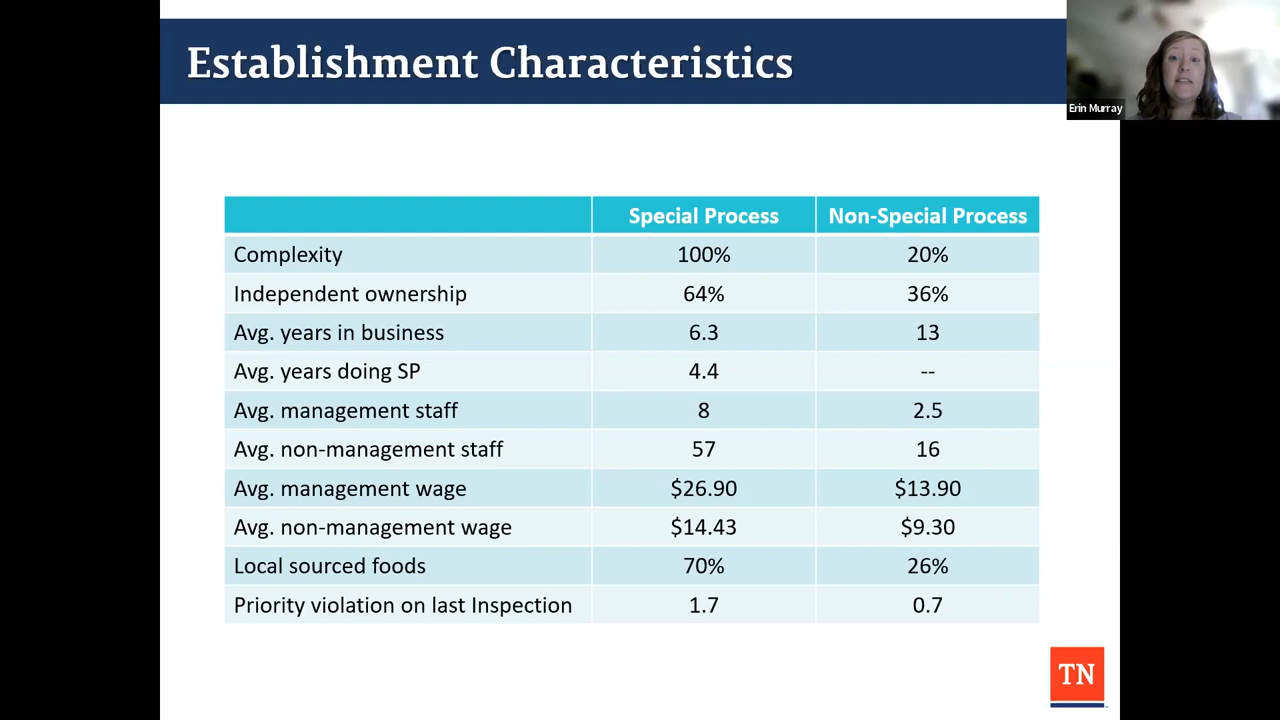 Establishment Characteristics
Erin Murray
Special Process Non-Special Process
Complexity 100% 20%
Independent ownership 64% 36%
Avg. years in business 6.3 13
Avg. years doing SP 4.4 --
Avg. management staff 8 2.5
Avg. non-management staff 57 16
Avg. management wage $26.90 $13.90
Avg. non-management wage $14.43 $9.30
Local sourced foods 70% 26%
Priority violation on last Inspection 1.7 0.7
TN